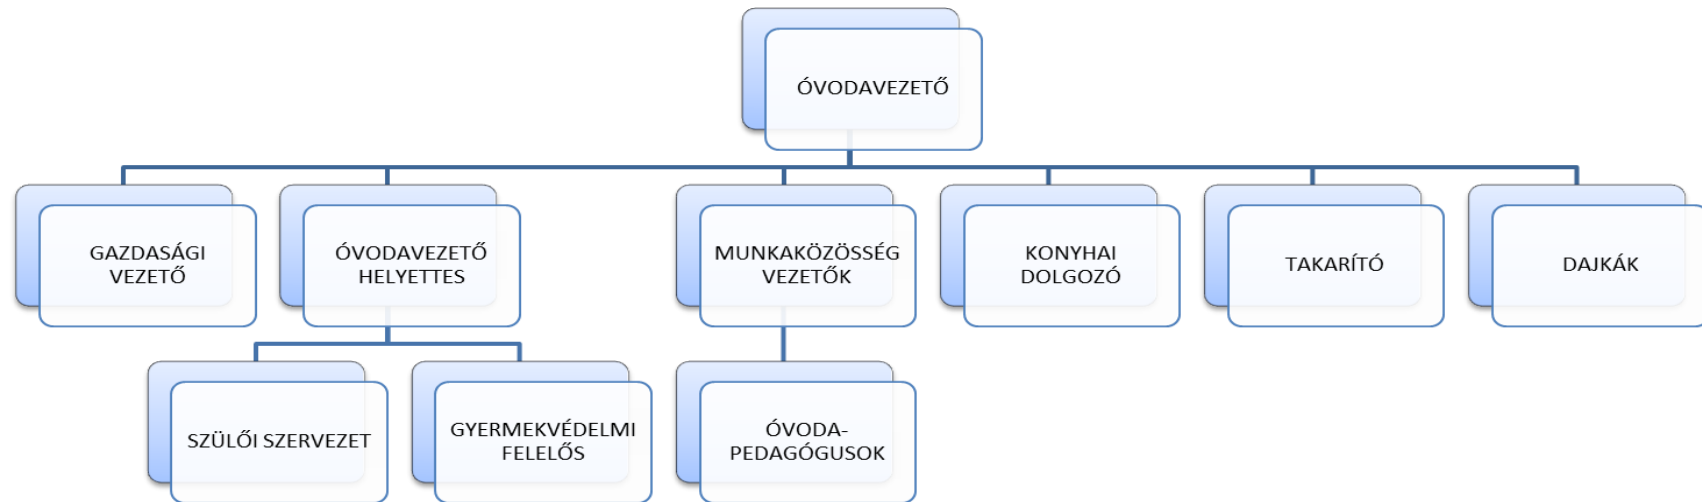 ÓVODAVEZETŐ
GAZDASÁGI
VEZETŐ
ÓVODAVEZETŐ
HELYETTES
MUNKAKÖZÖSSÉG
VEZETŐK
KONYHAI
DOLGOZÓ
TAKARÍTÓ
DAJKÁK
SZÜLŐI SZERVEZET
GYERMEKVÉDELMI
FELELŐS
ÓVODA-
PEDAGÓGUSOK